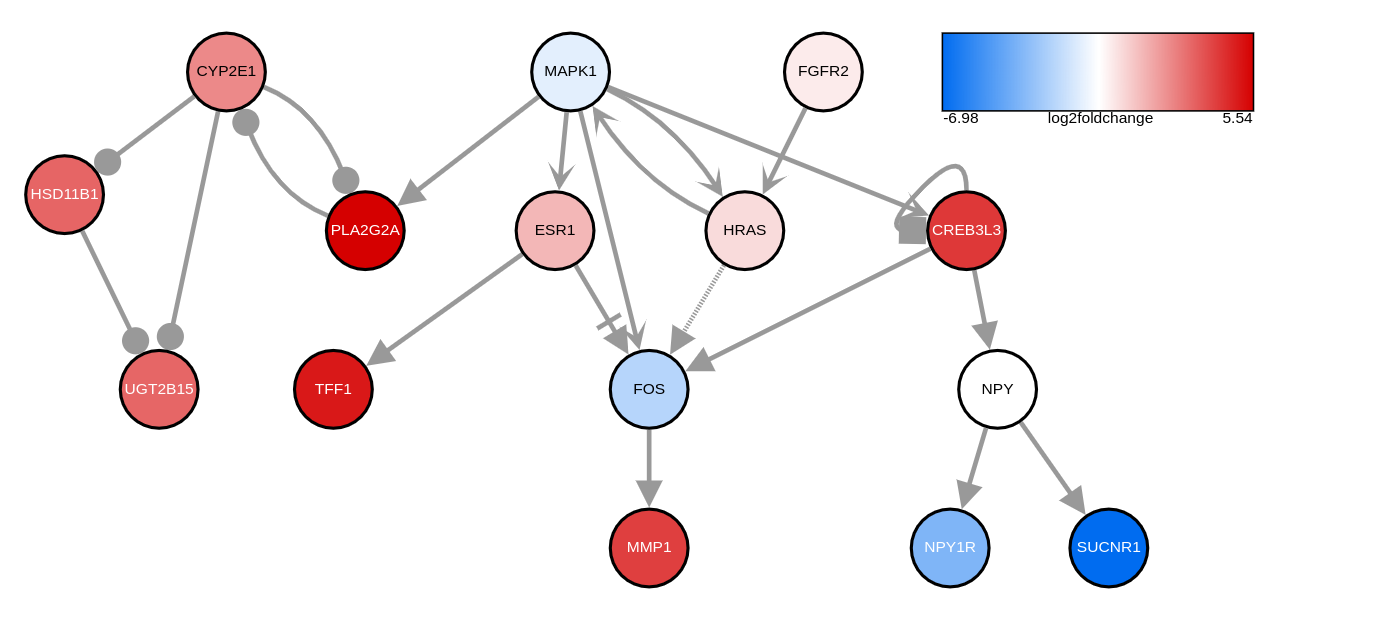 CYP2E1
MAPK1
FGFR2
-6.98 log2foldchange 5.54
HSD11B1
PLA2G2A
ESR1
HRAS
CREB3L3
UGT2B15
TFF1
FOS
NPY
MMP1
NPY1R
SUCNR1